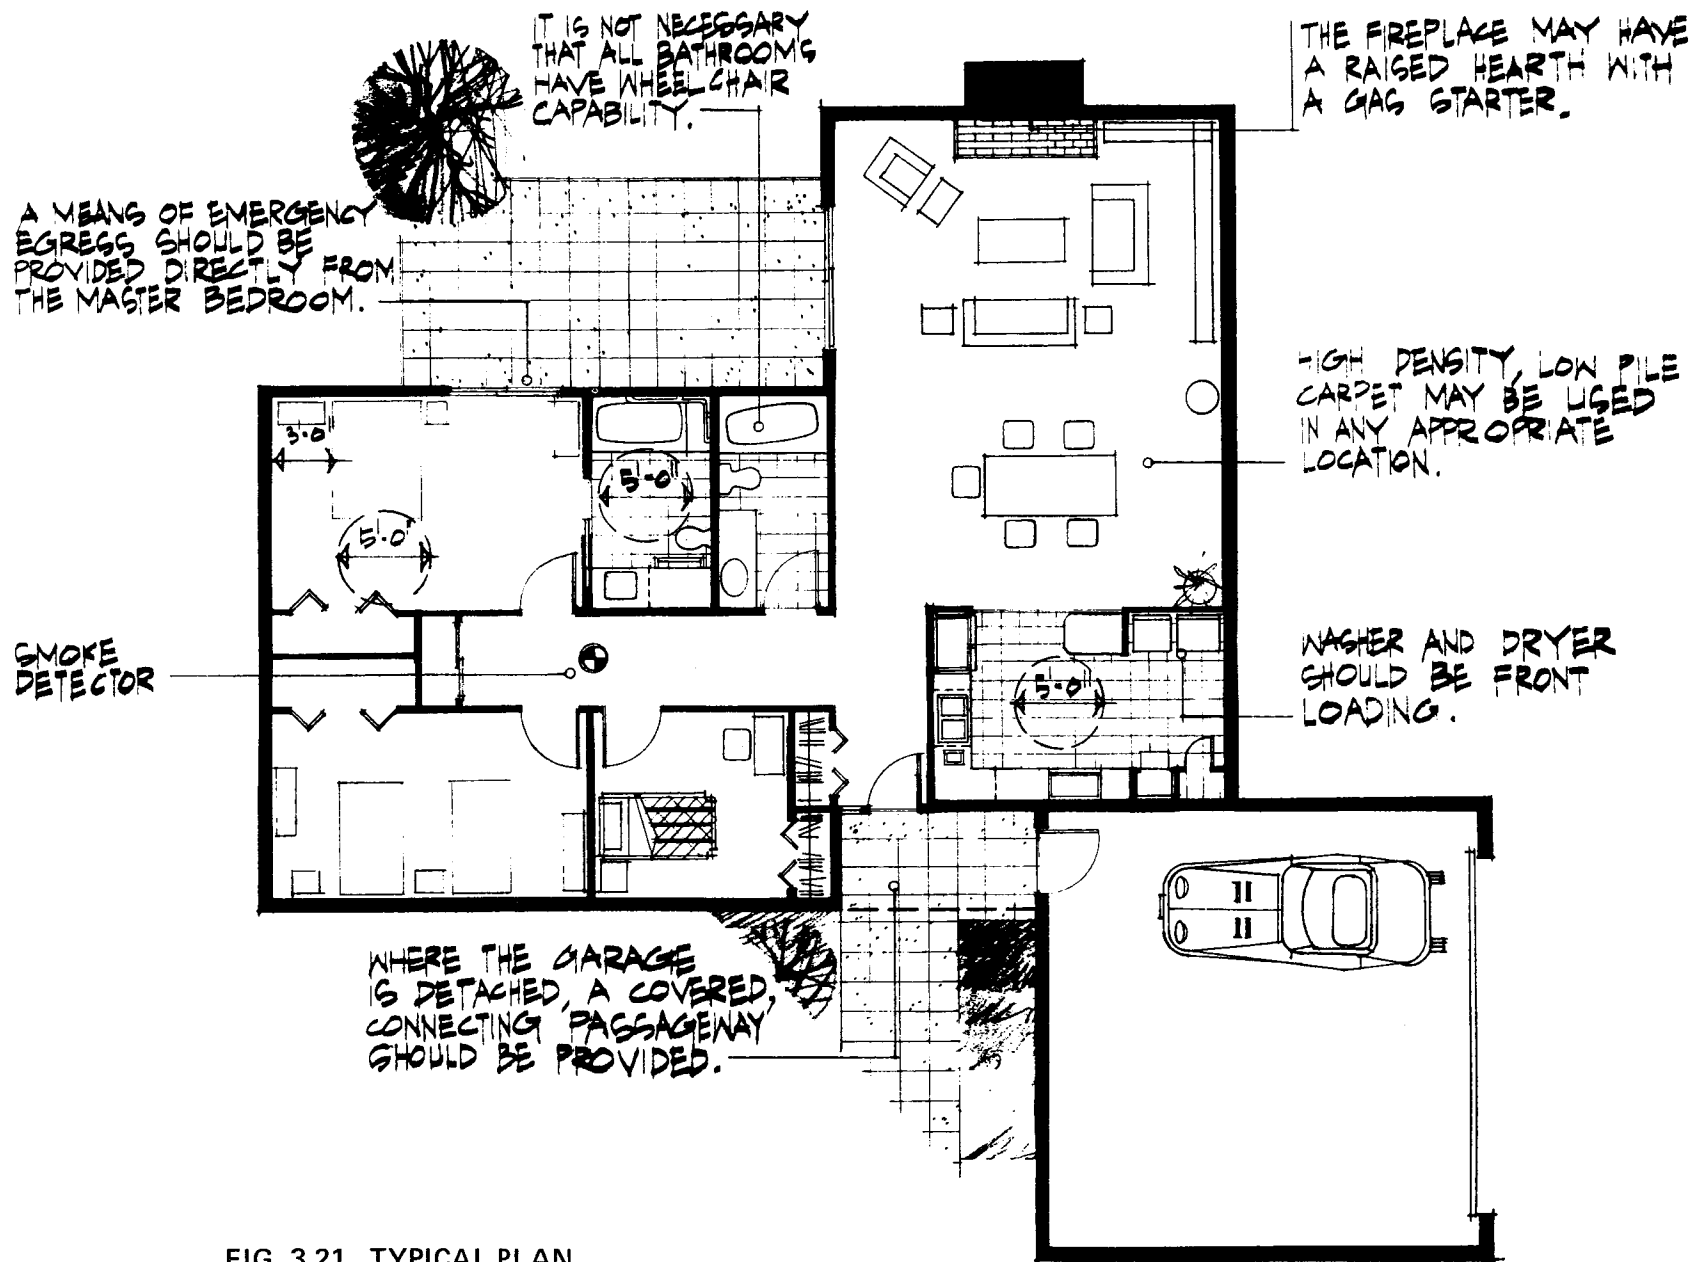 IT IS NOT NECESSARY
THAT ALL BATHROOMS
HAVE WHEELCHAIR
CAPABILITY.
THE FIREPLACE MAY HAVE
A RAISED HEARTH WITH
A GAS STARTER.
A MEANS OF EMERGENCY
EGRESS SHOULD BE
PROVIDED DIRECTLY FROM
THE MASTER BEDROOM.
HIGH DENSITY, LOW PILE
CARPET MAY BE USED
IN ANY APPROPRIATE
LOCATION.
3'-0
5'-0"
5'-0"
SMOKE
DETECTOR
WASHER AND DRYER
SHOULD BE FRONT
LOADING.
5'-0"
WHERE THE GARAGE
IS DETACHED, A COVERED,
CONNECTING PASSAGEWAY
SHOULD BE PROVIDED.
FIG. 3.21 TYPICAL PLAN